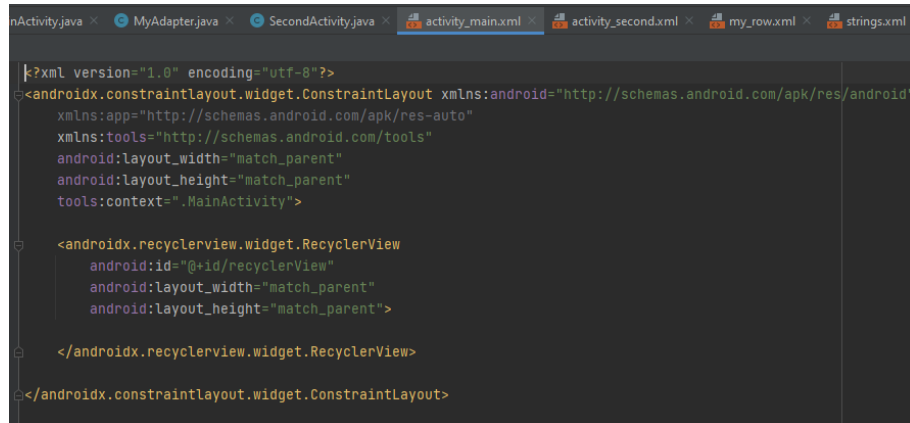 nActivity.java MyAdapter.java SecondActivity.java activity_main.xml activity_second.xml my_row.xml strings.xml
<?xml version="1.0" encoding="utf-8"?>
<androidx.constraintlayout.widget.ConstraintLayout xmlns:android="http://schemas.android.com/apk/res/android"
xmlns:app="http://schemas.android.com/apk/res-auto"
xmlns:tools="http://schemas.android.com/tools"
android:layout_width="match_parent"
android:layout_height="match_parent"
tools:context=".MainActivity">
<androidx.recyclerview.widget.RecyclerView
android:id="@+id/recyclerView"
android:layout_width="match_parent"
android:layout_height="match_parent">
</androidx.recyclerview.widget.RecyclerView>
</androidx.constraintlayout.widget.ConstraintLayout>